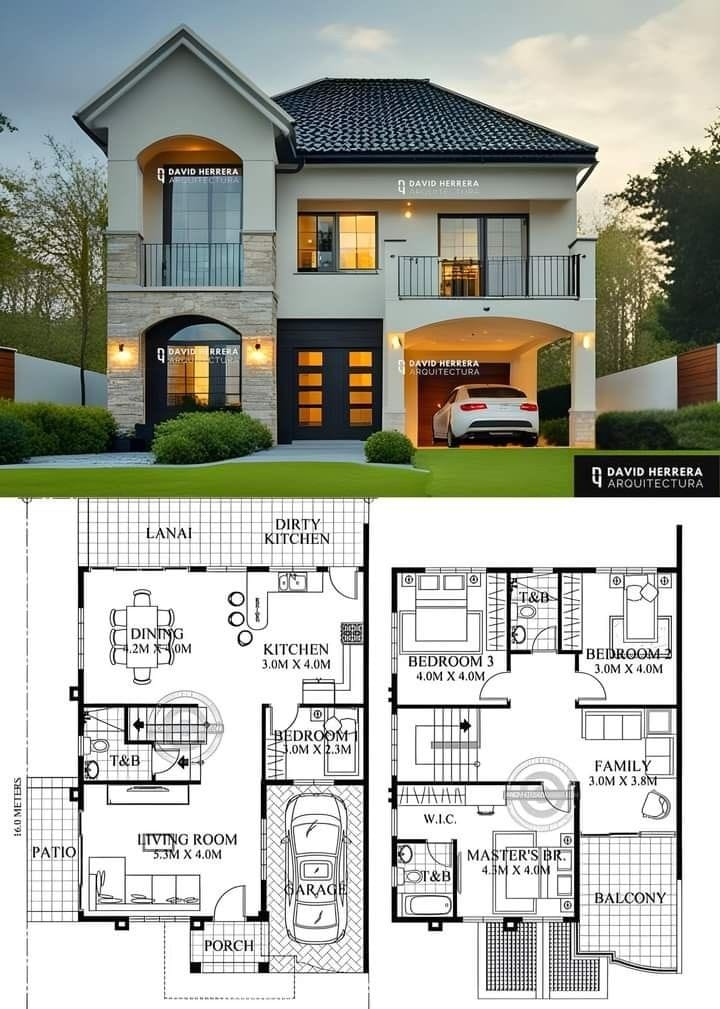 DAVID HERRERA
ARQUITECTURA
DAVID HERRERA
ARQUITECTURA
DAVID HERRERA
ARQUITECTURA
DAVID HERRERA
ARQUITECTURA
DAVID HERRERA
ARQUITECTURA
LANAI
DIRTY
KITCHEN
DINING
4.2M X 4.0M
KITCHEN
3.0M X 4.0M
T&B
BEDROOM 1
3.0M X 2.3M
16.0 METERS
PATIO
LIVING ROOM
5.3M X 4.0M
GARAGE
PORCH
T&B
BEDROOM 3
4.0M X 4.0M
BEDROOM 2
3.0M X 4.0M
FAMILY
3.0M X 3.8M
W.I.C.
T&B
MASTER'S BR.
4.3M X 4.0M
BALCONY